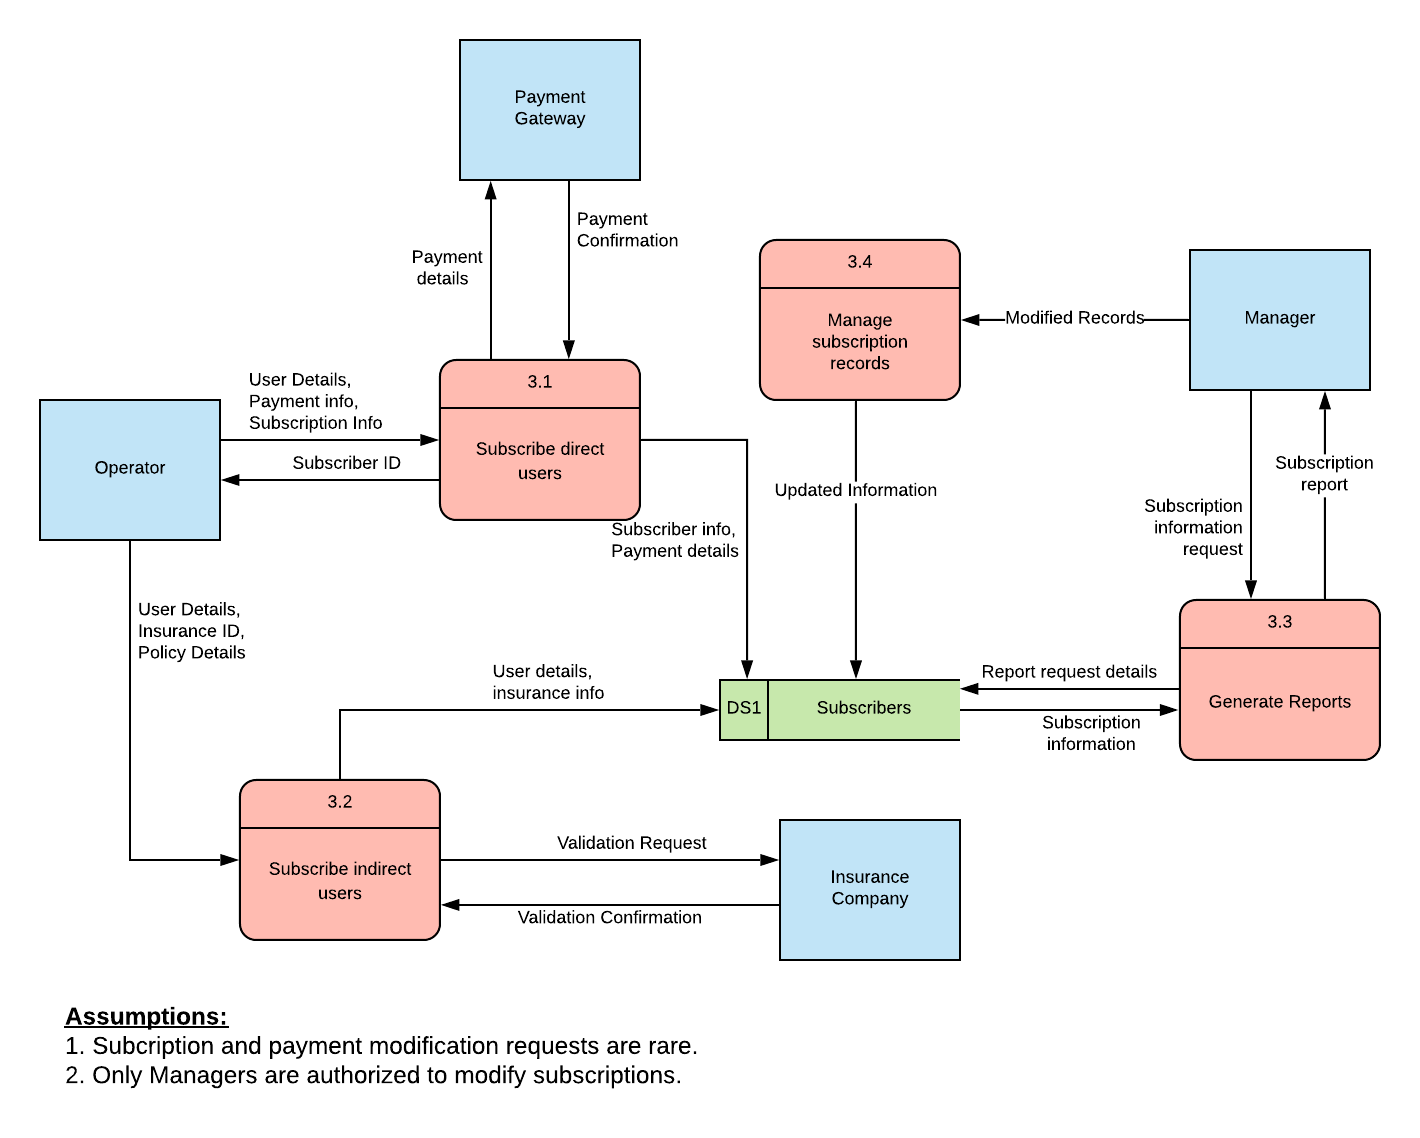 Payment
Gateway
Payment
Confirmation
Payment
details
3.4
Manage
subscription
records
Modified Records
Manager
3.1
Subscribe direct
users
User Details,
Payment info,
Subscription Info
Operator
Subscriber ID
Subscription
report
Updated Information
Subscription
information
request
Subscriber info,
Payment details
User Details,
Insurance ID,
Policy Details
3.3
Generate Reports
User details,
insurance info
Report request details
DS1
Subscribers
Subscription
information
3.2
Subscribe indirect
users
Validation Request
Validation Confirmation
Insurance
Company
Assumptions:
1. Subcription and payment modification requests are rare.
2. Only Managers are authorized to modify subscriptions.